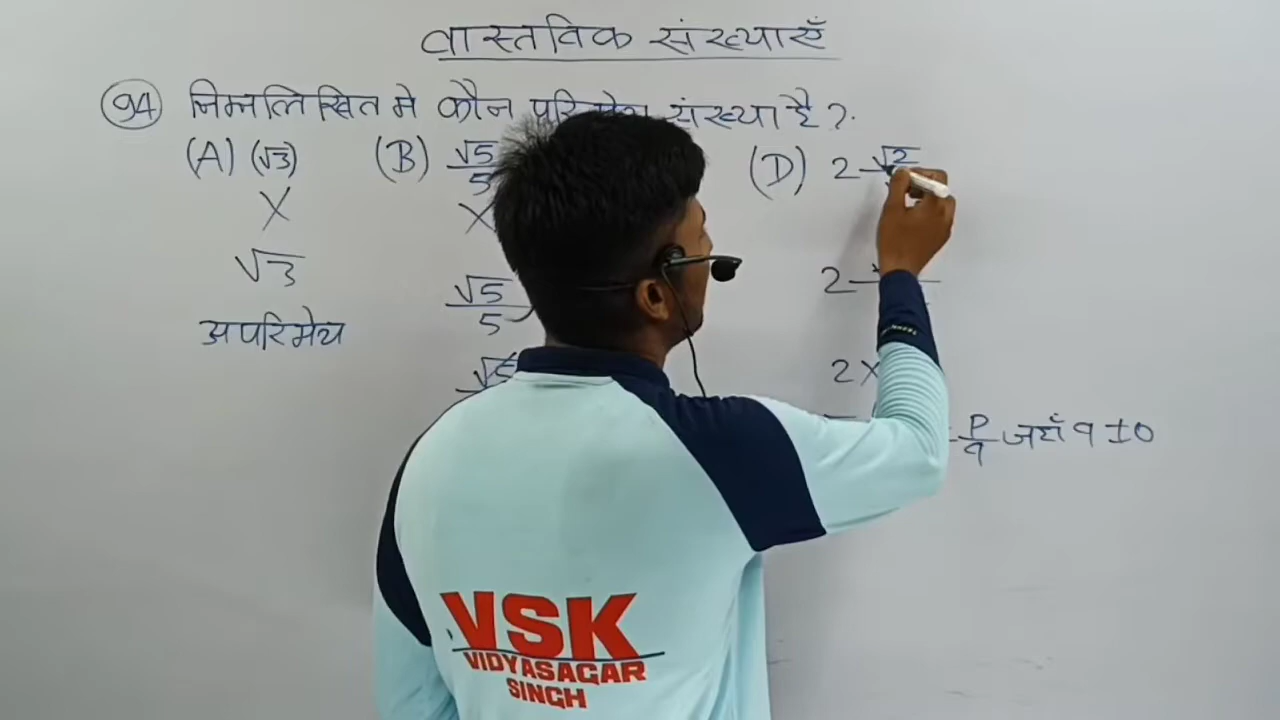 वास्तविक संख्याएँ
94 निम्नलिखित मे कौन परिमेय संख्या है ?
(A) (√3) (B) √5/5 (D) 2 - √2
X X
√3 √5/5 2 -
अपरिमेय
2 X
= P/q जहाँ q ± 0
VSK
VIDYASAGAR
SINGH